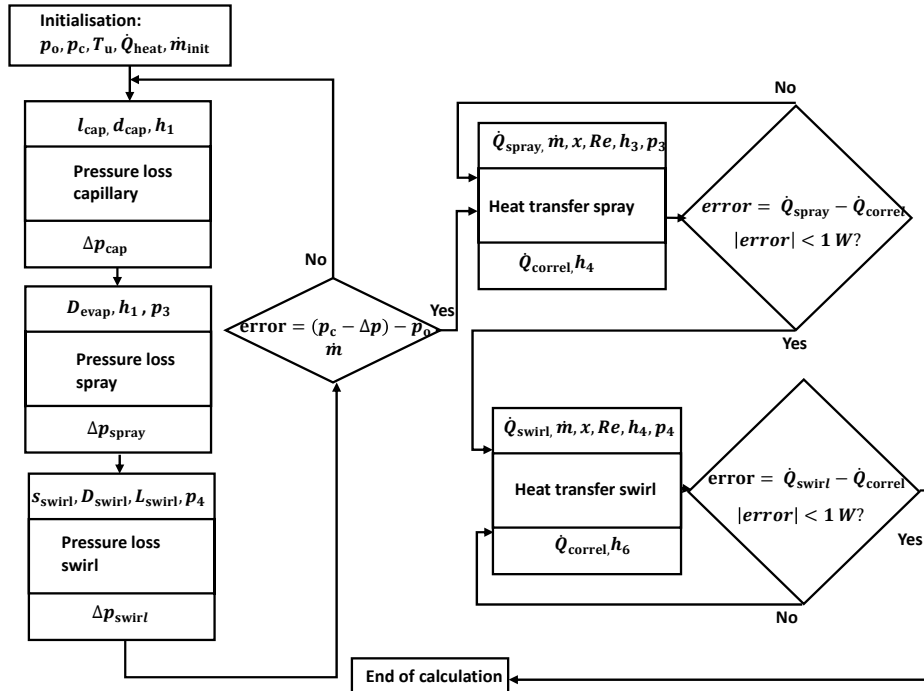 Initialisation:
p_o, p_c, T_u, Q̇_heat, ṁ_init
l_cap, d_cap, h_1
Pressure loss
capillary
Δp_cap
D_evap, h_1 , p_3
Pressure loss
spray
Δp_spray
s_swirl, D_swirl, L_swirl, p_4
Pressure loss
swirl
Δp_swirl
No
error = (p_c − Δp) − p_o
ṁ
Yes
Q̇_spray, ṁ, x, Re, h_3, p_3
Heat transfer spray
Q̇_correl, h_4
No
error = Q̇_spray − Q̇_correl
|error| < 1 W?
Yes
Q̇_swirl, ṁ, x, Re, h_4, p_4
Heat transfer swirl
Q̇_correl, h_6
error = Q̇_swirl − Q̇_correl
|error| < 1 W?
Yes
No
End of calculation